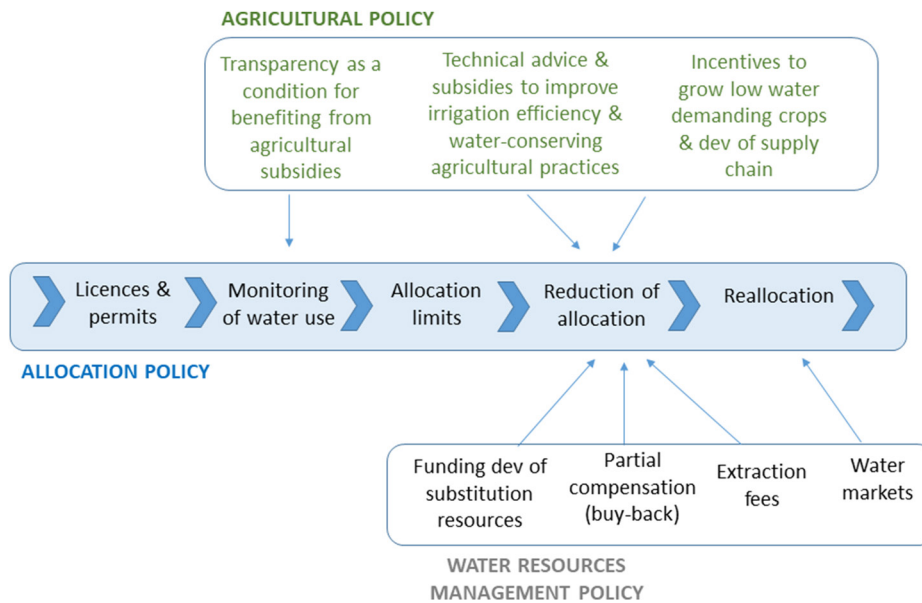 AGRICULTURAL POLICY
Transparency as a
condition for
benefiting from
agricultural
subsidies
Technical advice &
subsidies to improve
irrigation efficiency &
water-conserving
agricultural practices
Incentives to
grow low water
demanding crops
& dev of supply
chain
Licences &
permits
Monitoring
of water use
Allocation
limits
Reduction of
allocation
Reallocation
ALLOCATION POLICY
Funding dev of
substitution
resources
Partial
compensation
(buy-back)
Extraction
fees
Water
markets
WATER RESOURCES
MANAGEMENT POLICY